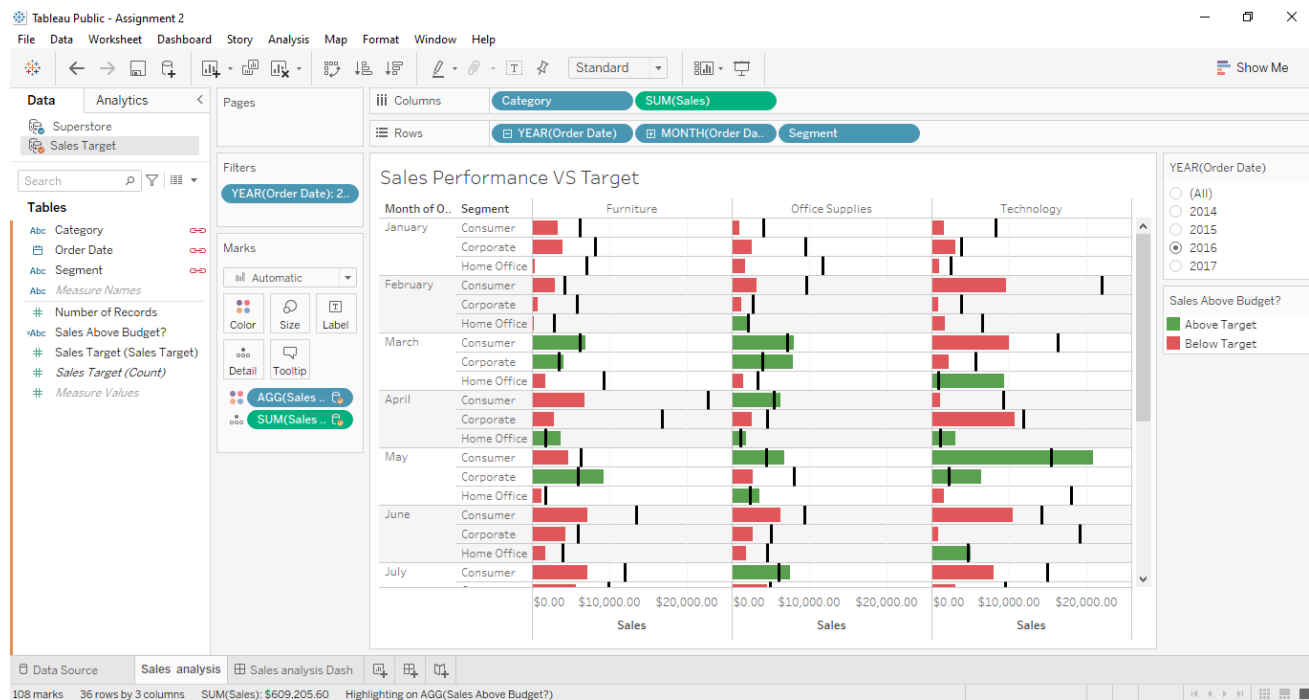 Tableau Public - Assignment 2
File Data Worksheet Dashboard Story Analysis Map Format Window Help
Standard
Show Me
Data Analytics
Superstore
Sales Target
Search
Tables
Abc Category
Order Date
Abc Segment
Abc Measure Names
# Number of Records
=Abc Sales Above Budget?
# Sales Target (Sales Target)
# Sales Target (Count)
# Measure Values
Pages
Filters
YEAR(Order Date): 2..
Marks
Automatic
Color Size Label
Detail Tooltip
AGG(Sales ..
SUM(Sales ..
Columns Category SUM(Sales)
Rows YEAR(Order Date) MONTH(Order Da.. Segment
Sales Performance VS Target
Month of O.. Segment Furniture Office Supplies Technology
January Consumer
Corporate
Home Office
February Consumer
Corporate
Home Office
March Consumer
Corporate
Home Office
April Consumer
Corporate
Home Office
May Consumer
Corporate
Home Office
June Consumer
Corporate
Home Office
July Consumer
$0.00 $10,000.00 $20,000.00 $0.00 $10,000.00 $20,000.00 $0.00 $10,000.00 $20,000.00
Sales Sales Sales
YEAR(Order Date)
(All)
2014
2015
2016
2017
Sales Above Budget?
Above Target
Below Target
Data Source Sales analysis Sales analysis Dash
108 marks 36 rows by 3 columns SUM(Sales): $609,205.60 Highlighting on AGG(Sales Above Budget?)